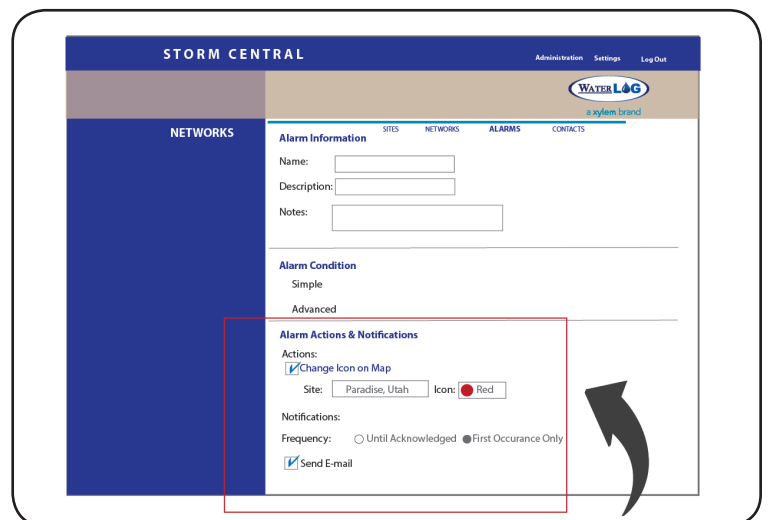 STORM CENTRAL
Administration Settings Log Out
WATERLOG
a xylem brand
NETWORKS
SITES NETWORKS ALARMS CONTACTS
Alarm Information
Name:
Description:
Notes:
Alarm Condition
Simple
Advanced
Alarm Actions & Notifications
Actions:
Change Icon on Map
Site: Paradise, Utah Icon: Red
Notifications:
Frequency: Until Acknowledged First Occurance Only
Send E-mail